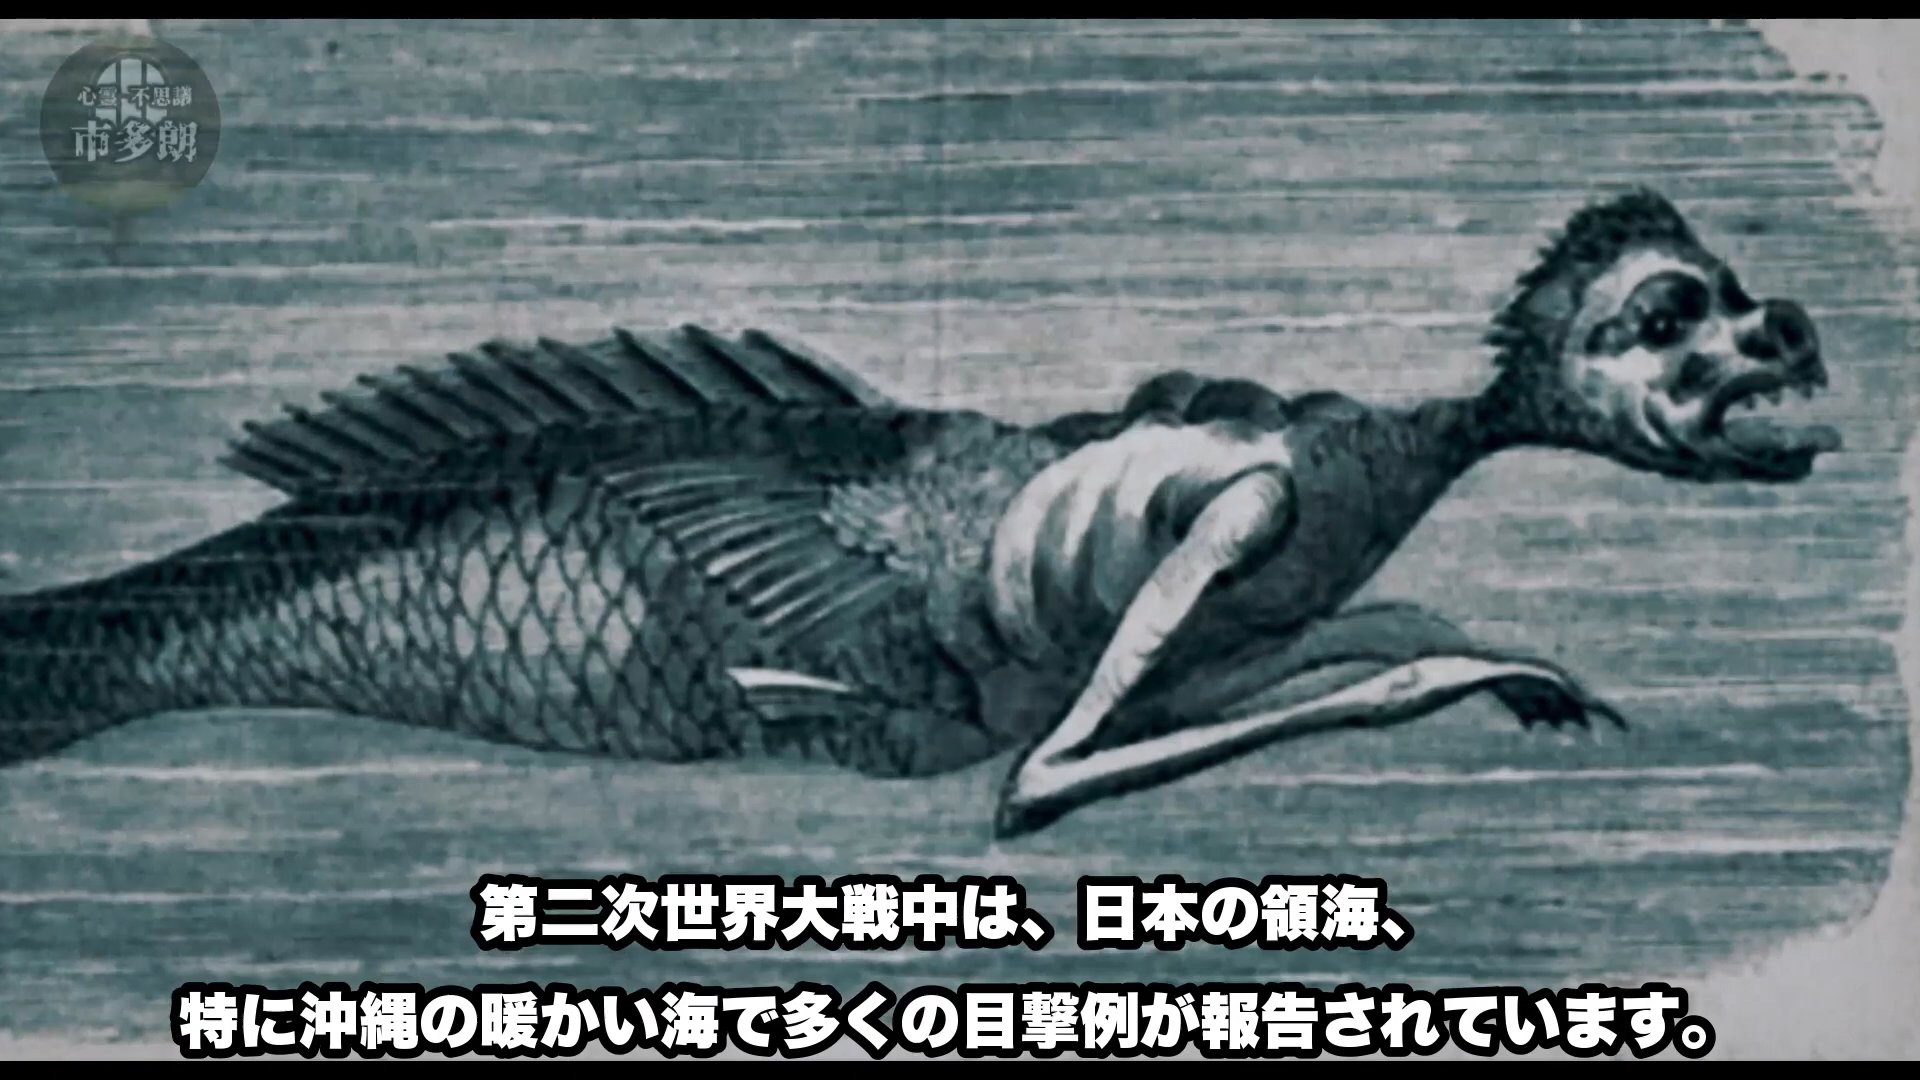 心霊 不思議
市多朗
第二次世界大戦中は、日本の領海、
特に沖縄の暖かい海で多くの目撃例が報告されています。